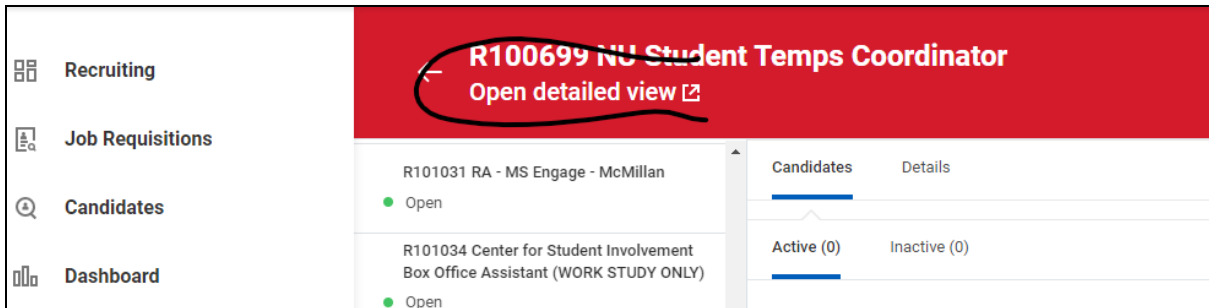 Recruiting
Job Requisitions
Candidates
Dashboard
R100699 NU Student Temps Coordinator
Open detailed view
R101031 RA - MS Engage - McMillan
Open
R101034 Center for Student Involvement
Box Office Assistant (WORK STUDY ONLY)
Open
Candidates Details
Active (0) Inactive (0)